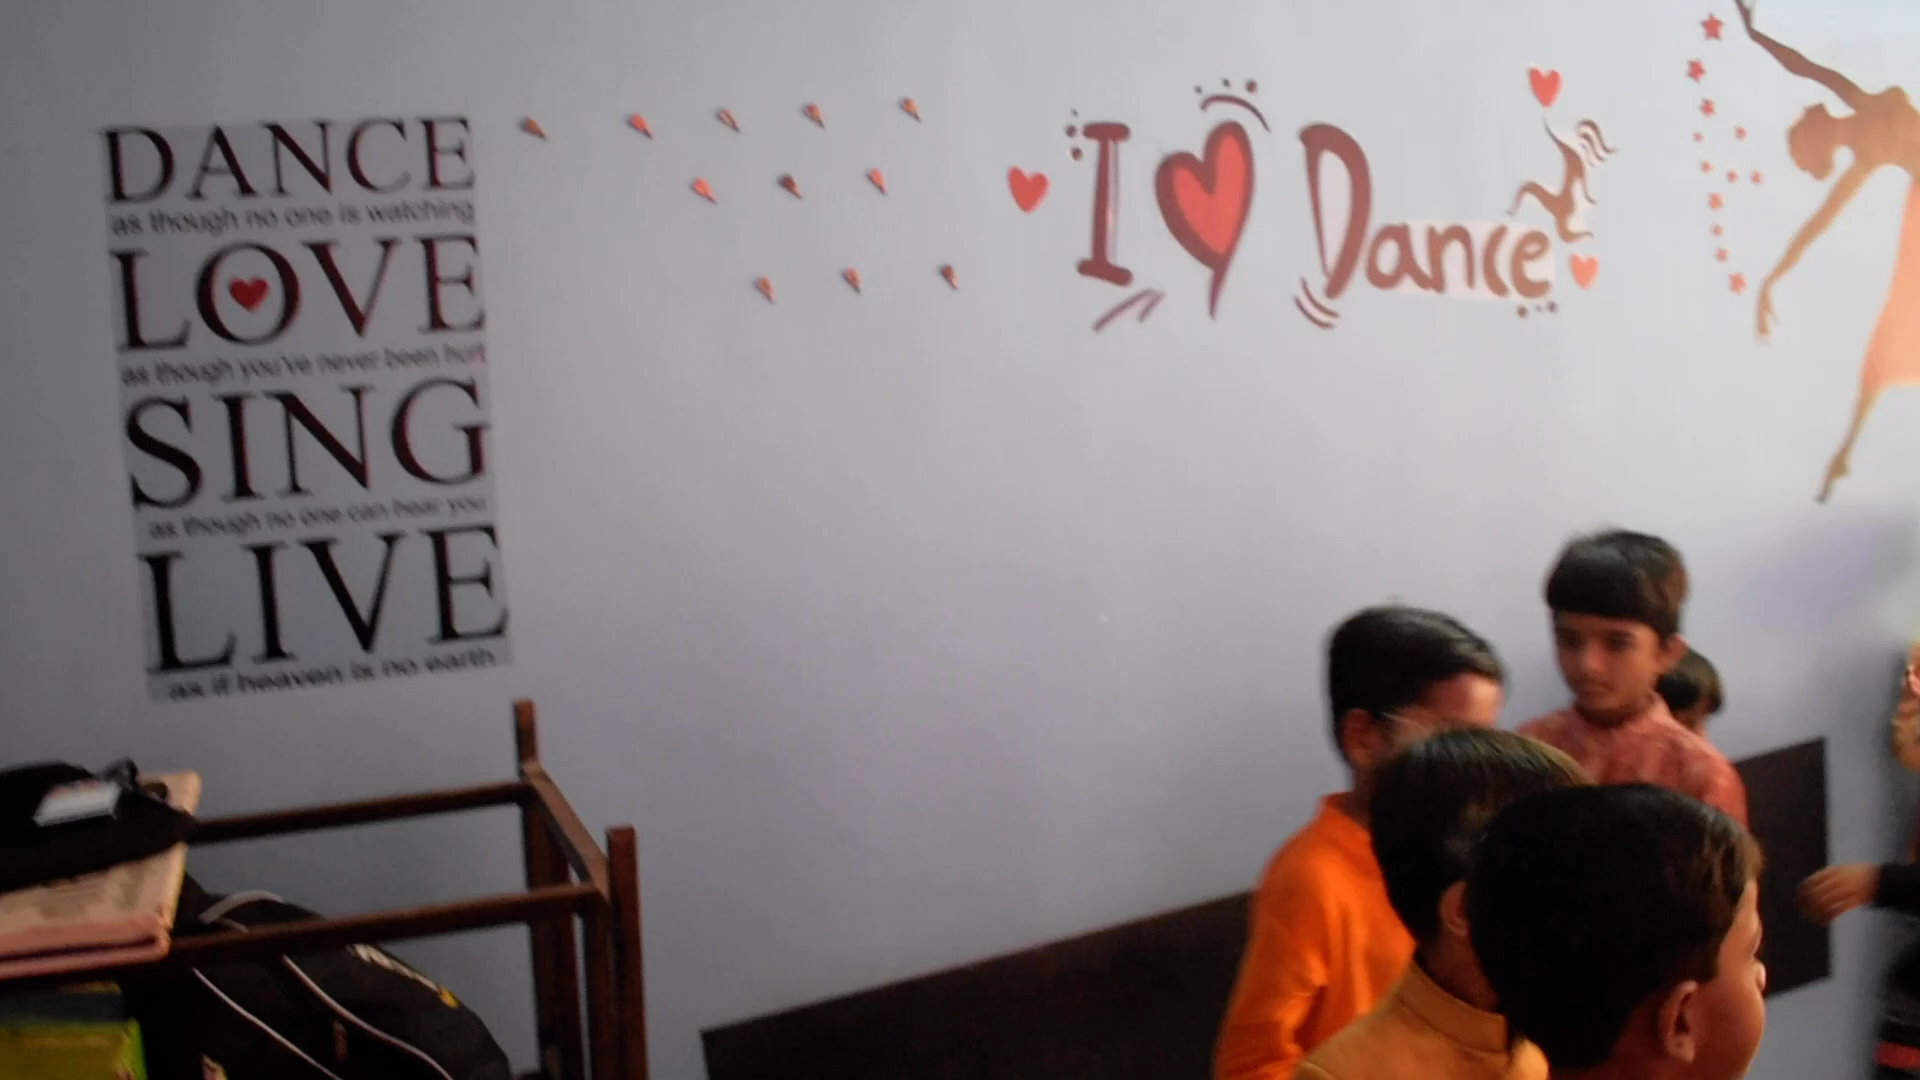 DANCE
as though no one is watching
LOVE
as though you've never been hurt
SING
as though no one can hear you
LIVE
as if heaven is no earth
I Dance